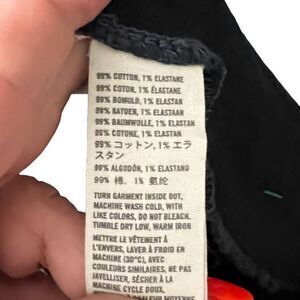 99% COTTON, 1% ELASTANE
99% COTONE, 1% ELASTAN
99% BOMULD, 1% ELASTAN
99% KATOEN, 1% ELASTAAN
99% BAUMWOLLE, 1% ELASTAN
99% COTONE, 1% ELASTAN
99% コットン, 1% エラ
スタン
99% ALGODÓN, 1% ELASTANO
99% 棉, 1% 氨纶
TURN GARMENT INSIDE OUT,
MACHINE WASH COLD, WITH
LIKE COLORS, DO NOT BLEACH,
TUMBLE DRY LOW, WARM IRON
METTRE LE VÊTEMENT À
L'ENVERS, LAVER À FROID EN
MACHINE (30°C), AVEC
COULEURS SIMILAIRES, NE PAS
JAVELLISER, SÉCHER À LA
MACHINE CYCLE DOUX,